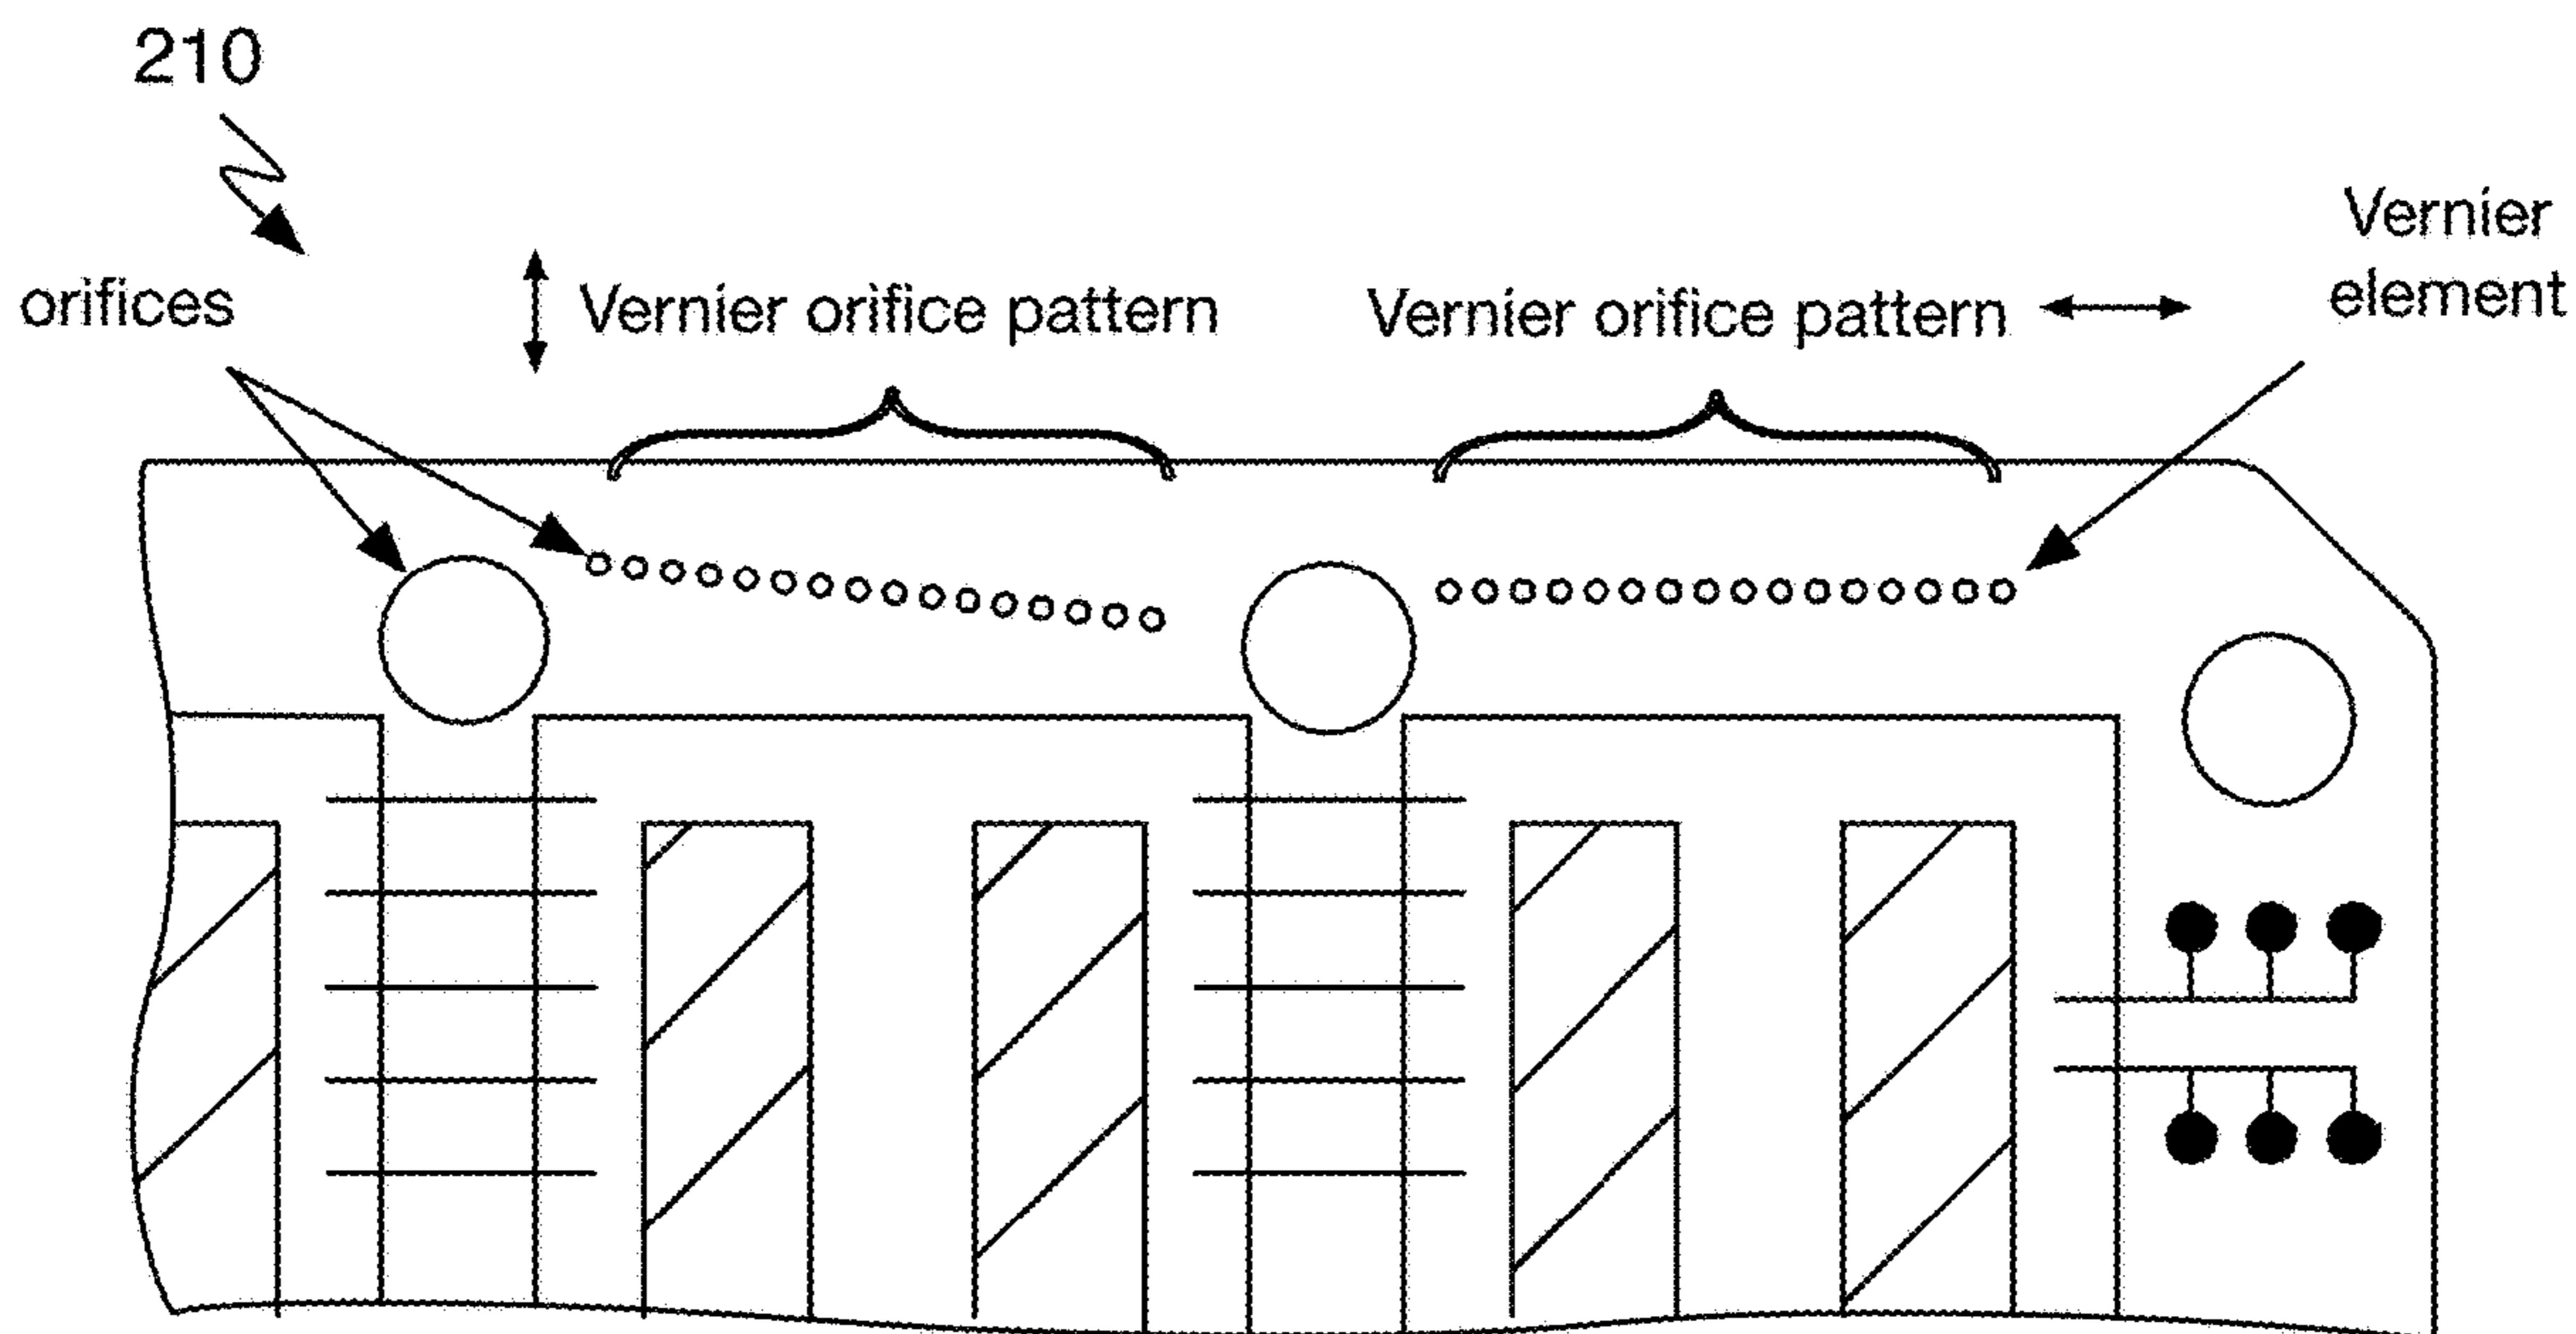 210
orifices
Vernier orifice pattern
Vernier orifice pattern
Vernier
element